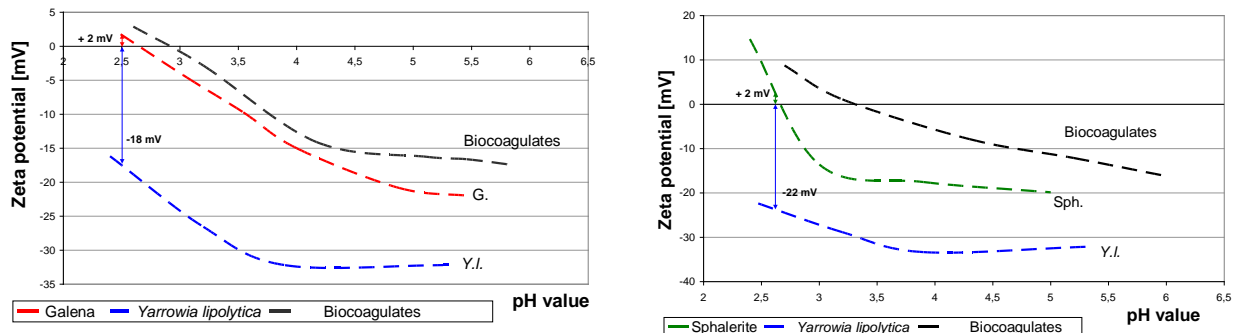 Zeta potential [mV]
5
0
-5
-10
-15
-20
-25
-30
-35
2
2,5
3
3,5
4
4,5
5
5,5
6
6,5
+ 2 mV
-18 mV
Biocoagulates
G.
Y.l.
pH value
Galena Yarrowia lipolytica Biocoagulates
Zeta potential [mV]
20
10
0
-10
-20
-30
-40
+ 2 mV
-22 mV
Biocoagulates
Sph.
Y.l.
2 2,5 3 3,5 4 4,5 5 5,5 6 6,5
pH value
Sphalerite Yarrowia lipolytica Biocoagulates